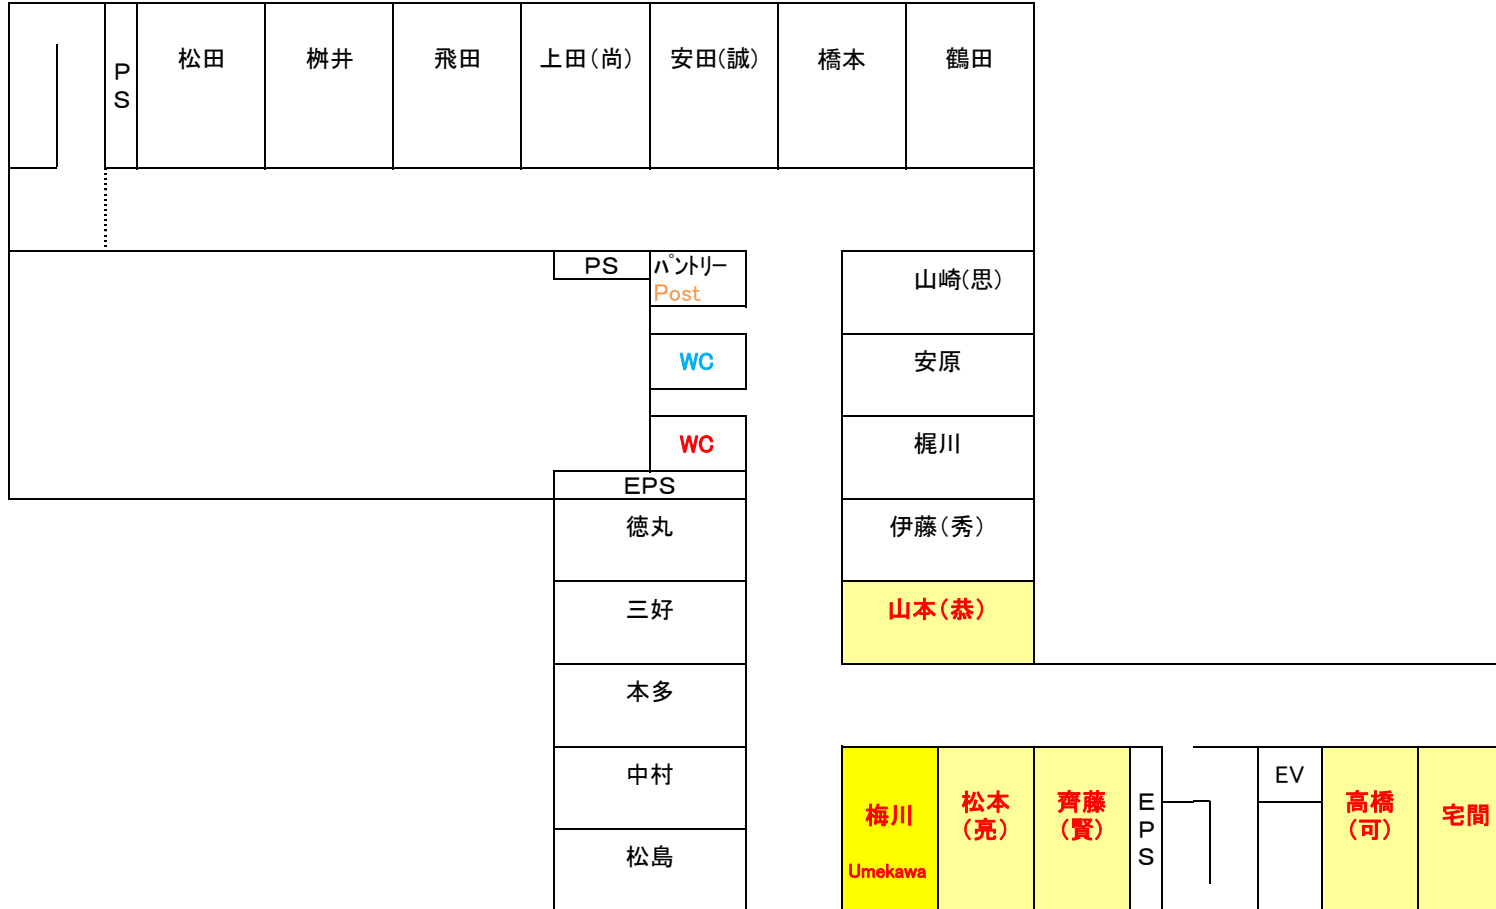 P
S
松田
桝井
飛田
上田(尚)
安田(誠)
橋本
鶴田
PS
パントリー
Post
山崎(思)
WC
安原
WC
梶川
EPS
徳丸
伊藤(秀)
三好
山本(恭)
本多
中村
EV
梅川
松本
(亮)
齊藤
(賢)
E
P
S
高橋
(可)
宅間
松島
Umekawa